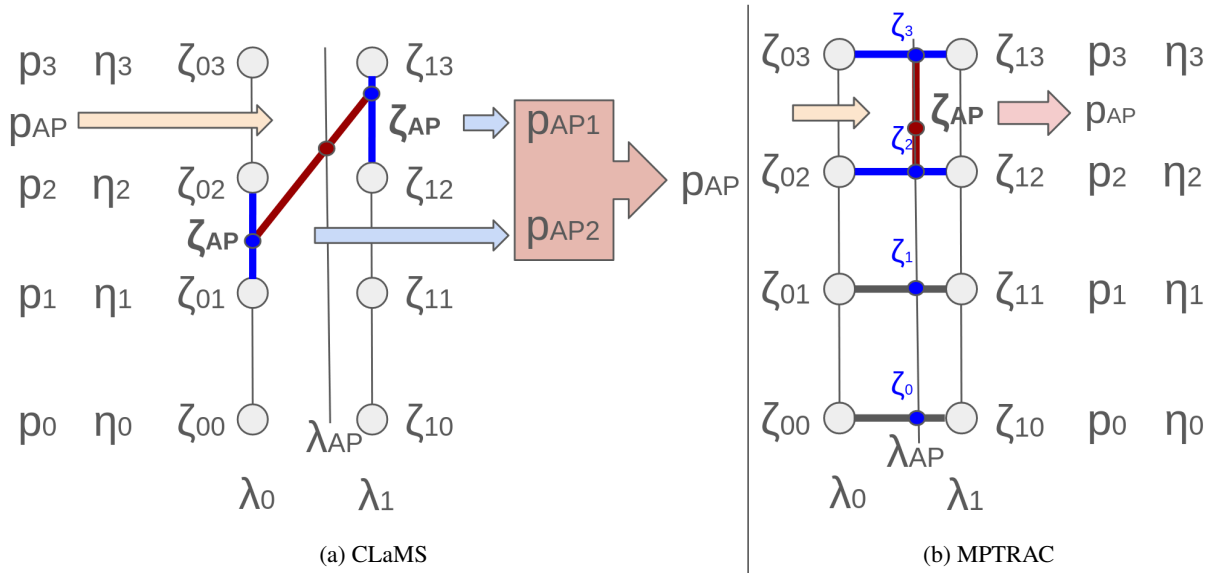 p3 η3 ζ03 ζ13
pAP ζAP pAP1
p2 η2 ζ02 ζ12 pAP
ζAP pAP2
p1 η1 ζ01 ζ11
p0 η0 ζ00 ζ10
λAP
λ0 λ1
(a) CLaMS
ζ3
ζ03 ζ13 p3 η3
ζAP pAP
ζ2
ζ02 ζ12 p2 η2
ζ1
ζ01 ζ11 p1 η1
ζ0
ζ00 ζ10 p0 η0
λAP
λ0 λ1
(b) MPTRAC